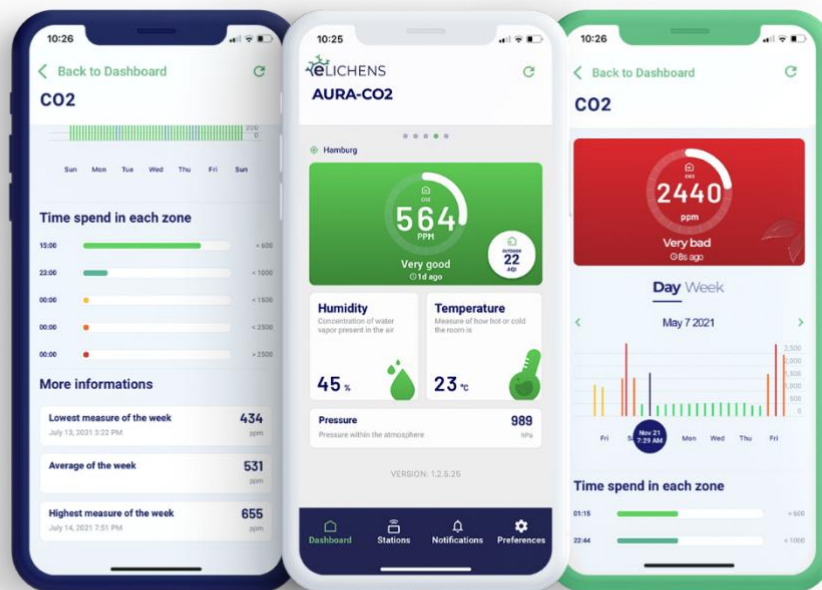 10:26
Back to Dashboard
CO2
200
0
Sun Mon Tue Wed Thu Fri Sun
Time spend in each zone
15:00 < 600
23:00 < 1000
00:00 < 1500
00:00 < 2500
00:00 > 2500
More informations
Lowest measure of the week 434
July 13, 2021 3:22 PM ppm
Average of the week 531
ppm
Highest measure of the week 655
July 14, 2021 7:51 PM ppm
10:25
eLICHENS
AURA-CO2
Hamburg
CO2
564
PPM
Very good
1d ago
OUTDOOR
22
AQI
Humidity
Concentration of water
vapor present in the air
45 %
Temperature
Measure of how hot or cold
the room is
23 °C
Pressure 989
Pressure within the atmosphere hPa
VERSION: 1.2.5.25
Dashboard Stations Notifications Preferences
10:26
Back to Dashboard
CO2
CO2
2440
ppm
Very bad
8s ago
Day Week
May 7 2021
2,500
2,000
1,500
1,000
500
0
Fri Mon Wed Thu Fri
Nov 21
7:29 AM
Time spend in each zone
01:15 < 600
22:44 < 1000